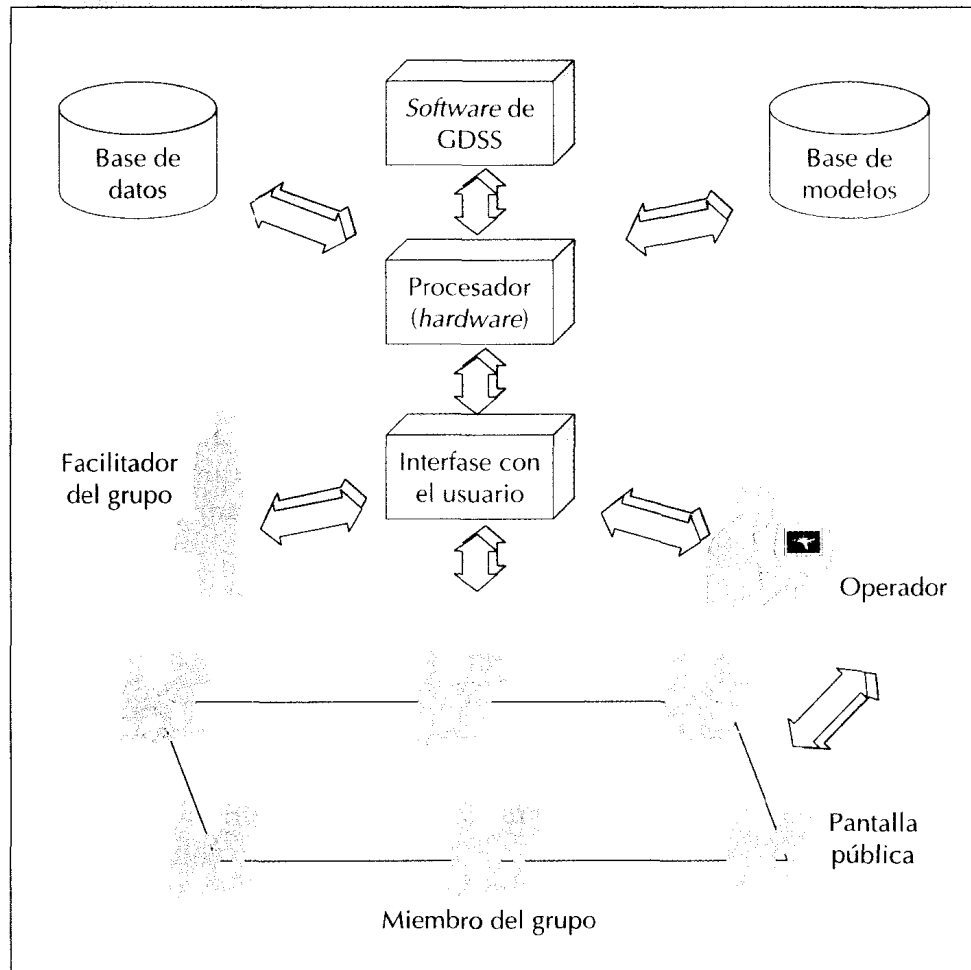 Software de
GDSS
Base de
datos
Base de
modelos
Procesador
(hardware)
Facilitador
del grupo
Interfase con
el usuario
Operador
Pantalla
pública
Miembro del grupo